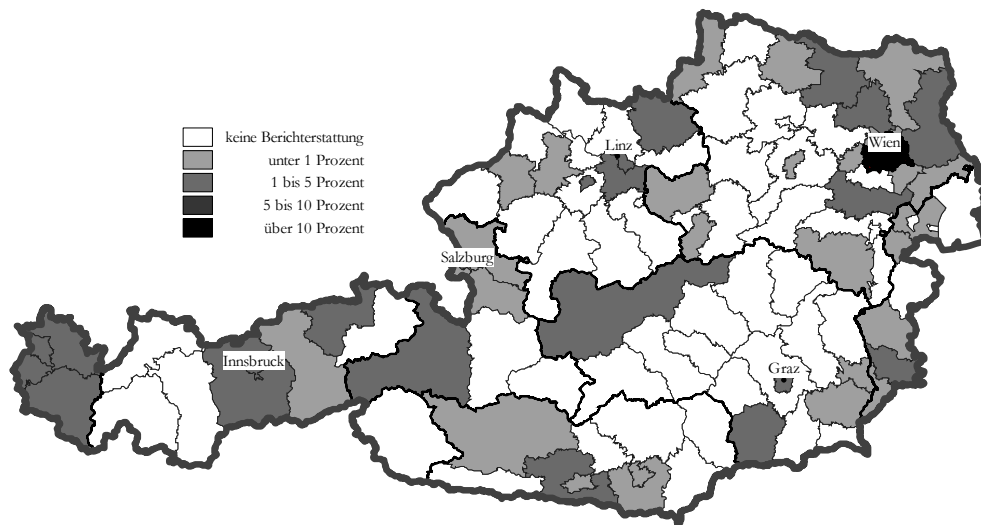 keine Berichterstattung
unter 1 Prozent
1 bis 5 Prozent
5 bis 10 Prozent
über 10 Prozent
Linz
Wien
Salzburg
Innsbruck
Graz